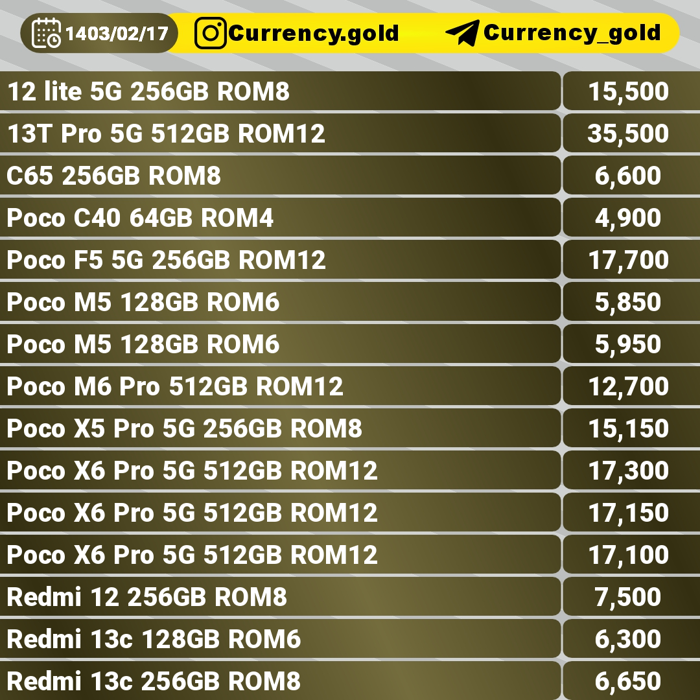 1403/02/17 Currency.gold Currency_gold
12 lite 5G 256GB ROM8 15,500
13T Pro 5G 512GB ROM12 35,500
C65 256GB ROM8 6,600
Poco C40 64GB ROM4 4,900
Poco F5 5G 256GB ROM12 17,700
Poco M5 128GB ROM6 5,850
Poco M5 128GB ROM6 5,950
Poco M6 Pro 512GB ROM12 12,700
Poco X5 Pro 5G 256GB ROM8 15,150
Poco X6 Pro 5G 512GB ROM12 17,300
Poco X6 Pro 5G 512GB ROM12 17,150
Poco X6 Pro 5G 512GB ROM12 17,100
Redmi 12 256GB ROM8 7,500
Redmi 13c 128GB ROM6 6,300
Redmi 13c 256GB ROM8 6,650